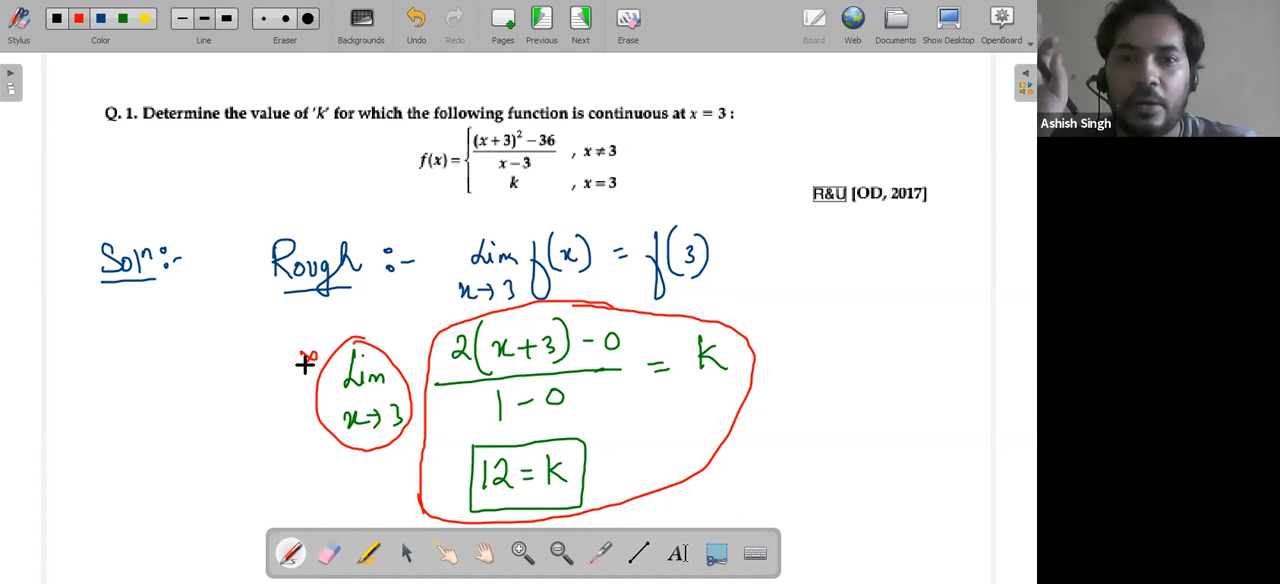 Stylus Color Line Eraser Backgrounds Undo Redo Pages Previous Next Erase Board Web Documents Show Desktop OpenBoard
Ashish Singh
Q. 1. Determine the value of 'k' for which the following function is continuous at x = 3 :
f(x) = { (x + 3)² – 36 / x – 3 , x ≠ 3
k , x = 3
R&U [OD, 2017]
Soln :- Rough :- Lim x→3 f(x) = f(3)
Lim x→3 2(x+3) - 0 / 1 - 0 = k
12 = k